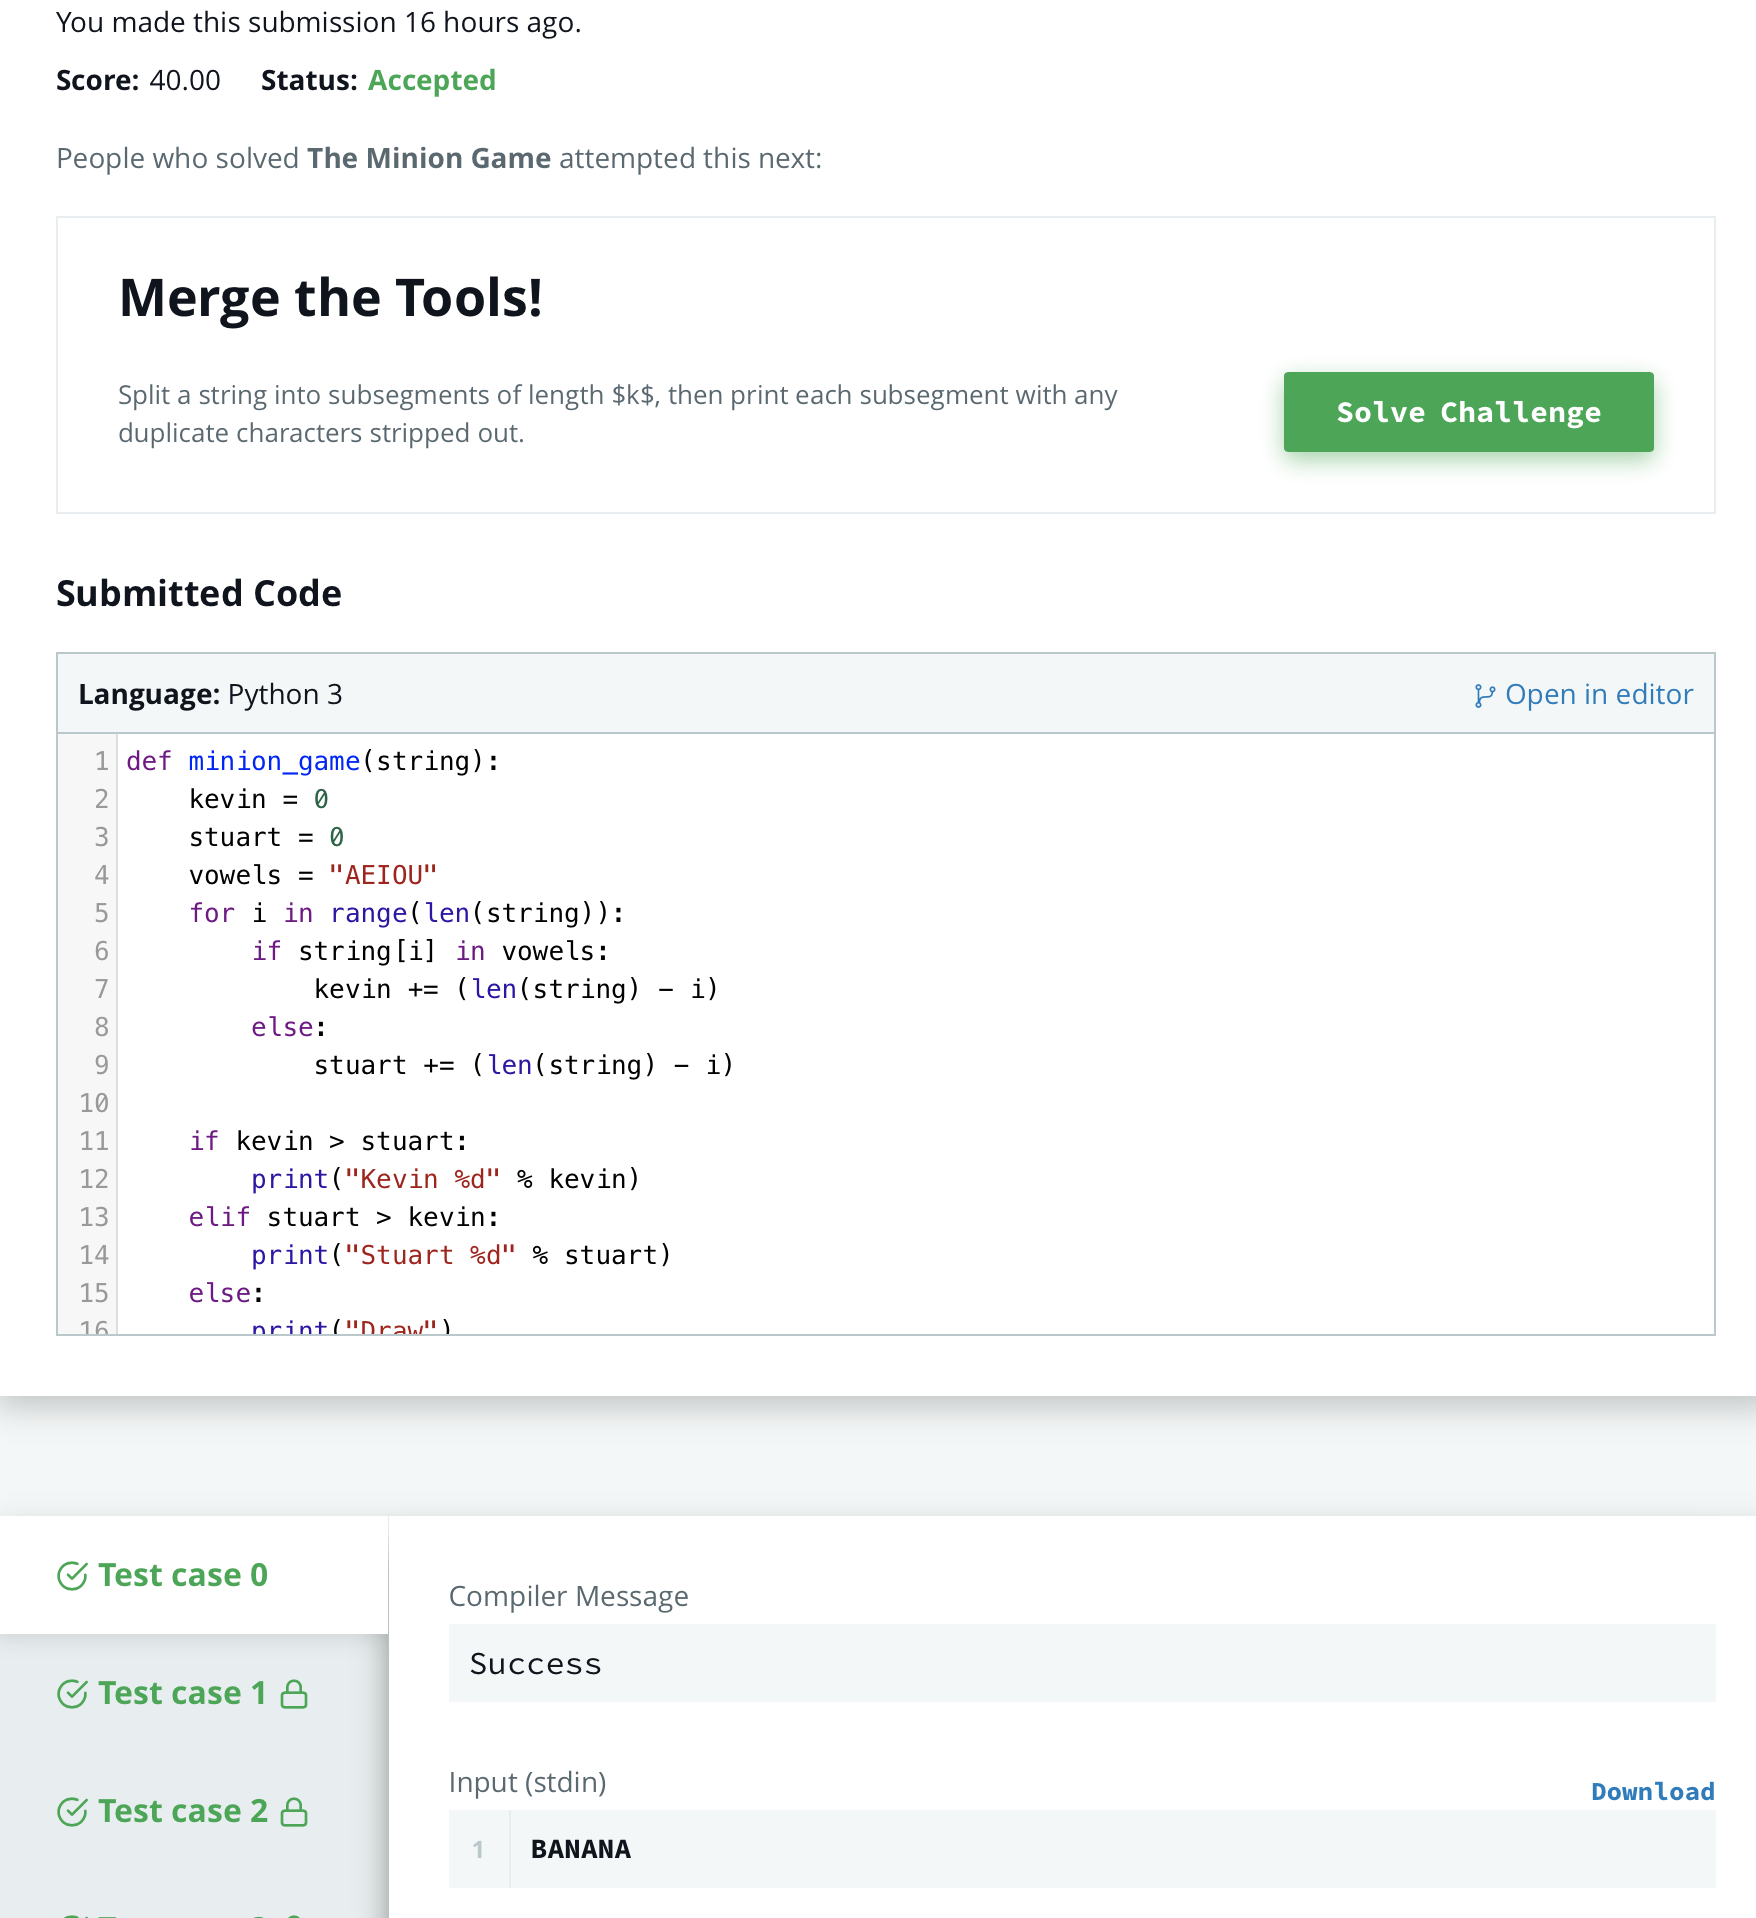 You made this submission 16 hours ago.
Score: 40.00 Status: Accepted
People who solved The Minion Game attempted this next:
Merge the Tools!
Split a string into subsegments of length $k$, then print each subsegment with any
duplicate characters stripped out.
Solve Challenge
Submitted Code
Language: Python 3
Open in editor
1 def minion_game(string):
2     kevin = 0
3     stuart = 0
4     vowels = "AEIOU"
5     for i in range(len(string)):
6         if string[i] in vowels:
7             kevin += (len(string) - i)
8         else:
9             stuart += (len(string) - i)
10
11     if kevin > stuart:
12         print("Kevin %d" % kevin)
13     elif stuart > kevin:
14         print("Stuart %d" % stuart)
15     else:
16         print("Draw")
Test case 0
Test case 1
Test case 2
Compiler Message
Success
Input (stdin)
Download
1 BANANA